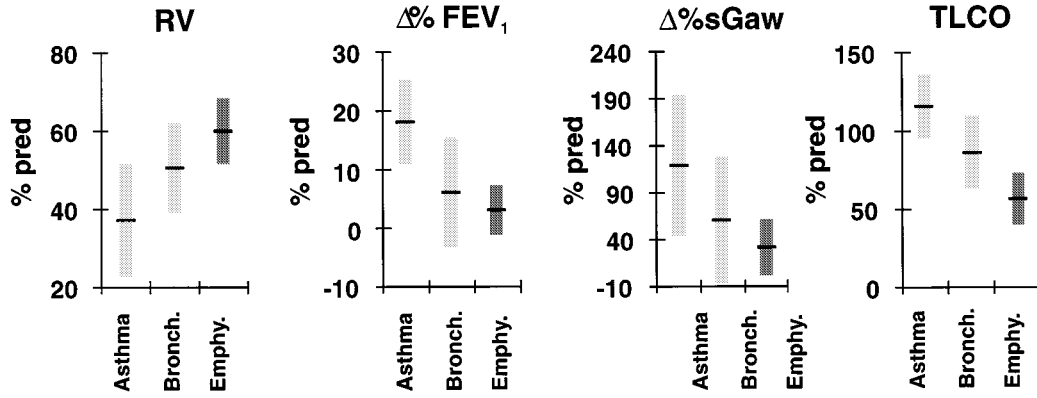 RV
% pred
80
60
40
20
Asthma
Bronch.
Emphy.
Δ% FEV₁
% pred
30
20
10
0
-10
Asthma
Bronch.
Emphy.
Δ%sGaw
% pred
240
190
140
90
40
-10
Asthma
Bronch.
Emphy.
TLCO
% pred
150
100
50
0
Asthma
Bronch.
Emphy.